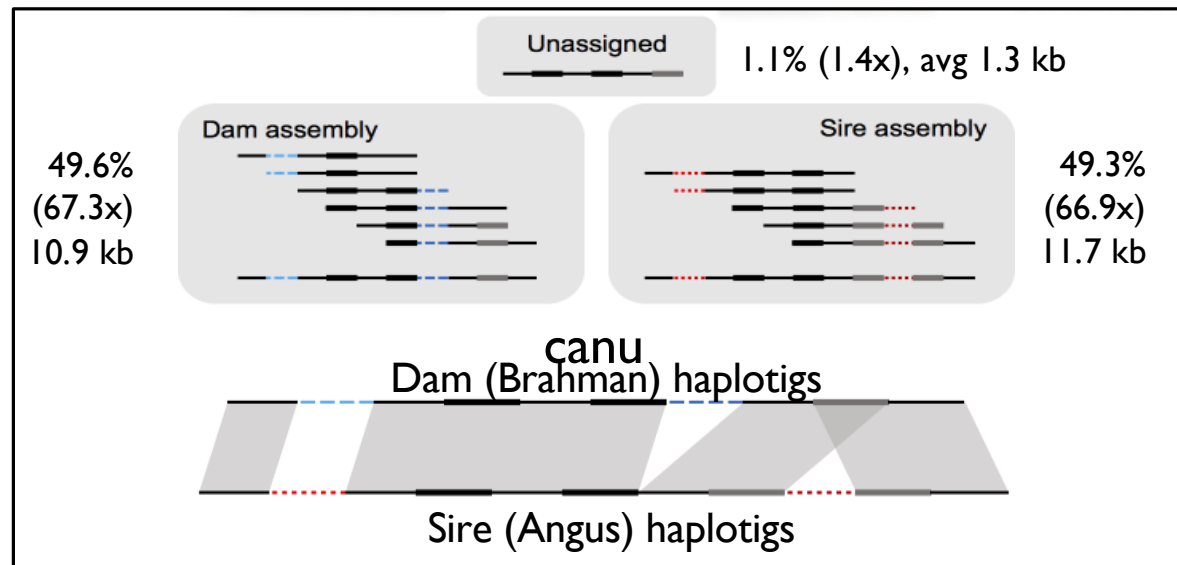 Unassigned
1.1% (1.4x), avg 1.3 kb
Dam assembly
49.6%
(67.3x)
10.9 kb
Sire assembly
49.3%
(66.9x)
11.7 kb
canu
Dam (Brahman) haplotigs
Sire (Angus) haplotigs